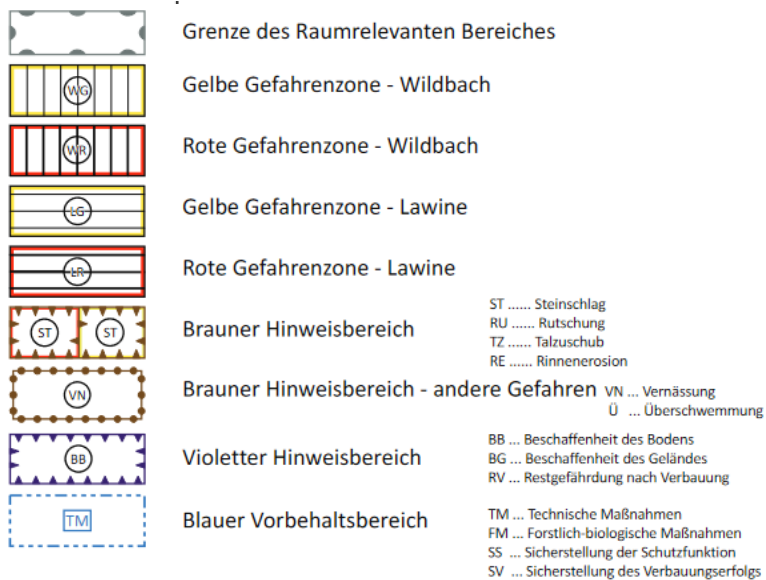 Grenze des Raumrelevanten Bereiches
WG Gelbe Gefahrenzone - Wildbach
WR Rote Gefahrenzone - Wildbach
LG Gelbe Gefahrenzone - Lawine
LR Rote Gefahrenzone - Lawine
ST ST Brauner Hinweisbereich
ST ...... Steinschlag
RU ...... Rutschung
TZ ...... Talzuschub
RE ...... Rinnenerosion
VN Brauner Hinweisbereich - andere Gefahren VN ... Vernässung
Ü ... Überschwemmung
BB Violetter Hinweisbereich
BB ... Beschaffenheit des Bodens
BG ... Beschaffenheit des Geländes
RV ... Restgefährdung nach Verbauung
TM Blauer Vorbehaltsbereich
TM ... Technische Maßnahmen
FM ... Forstlich-biologische Maßnahmen
SS ... Sicherstellung der Schutzfunktion
SV ... Sicherstellung des Verbauungserfolgs